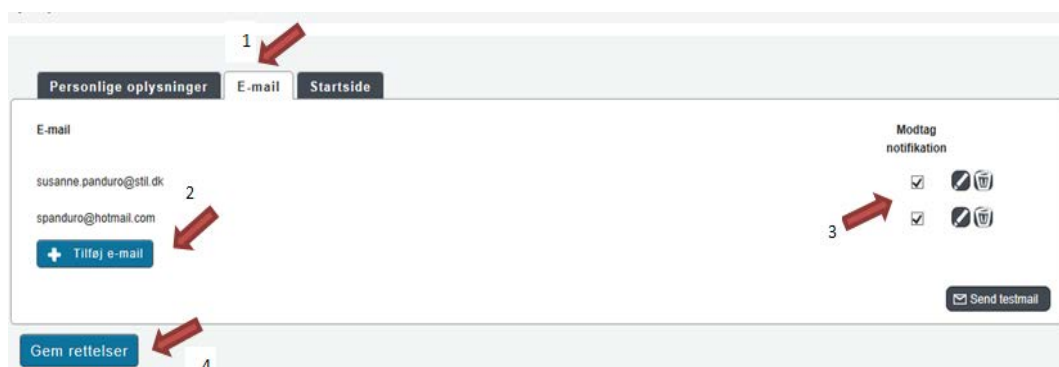 1
Personlige oplysninger E-mail Startside
E-mail
Modtag
notifikation
susanne.panduro@stil.dk
2
spanduro@hotmail.com
3
Tilføj e-mail
Send testmail
Gem rettelser
4